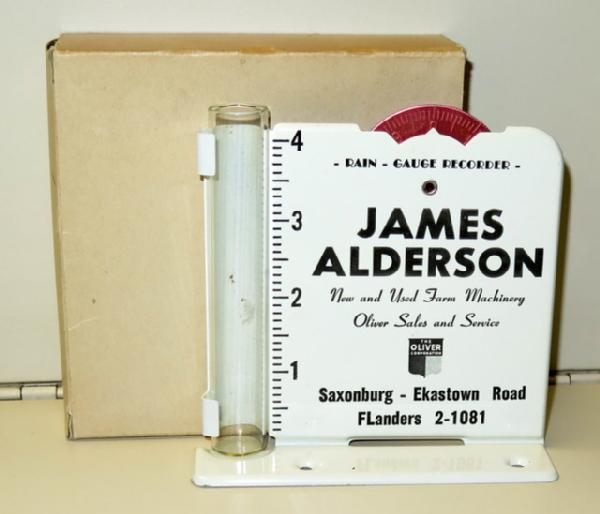 4
- RAIN - GAUGE RECORDER -
3
JAMES
ALDERSON
2
New and Used Farm Machinery
Oliver Sales and Service
THE
OLIVER
CORPORATION
1
Saxonburg - Ekastown Road
FLanders 2-1081